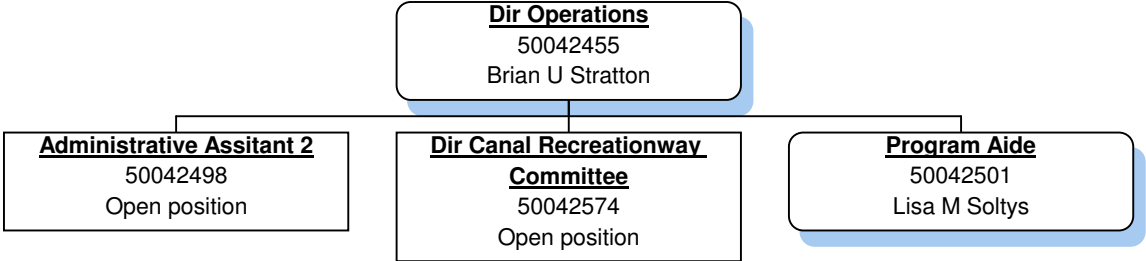 Dir Operations
50042455
Brian U Stratton
Administrative Assitant 2
50042498
Open position
Dir Canal Recreationway
Committee
50042574
Open position
Program Aide
50042501
Lisa M Soltys